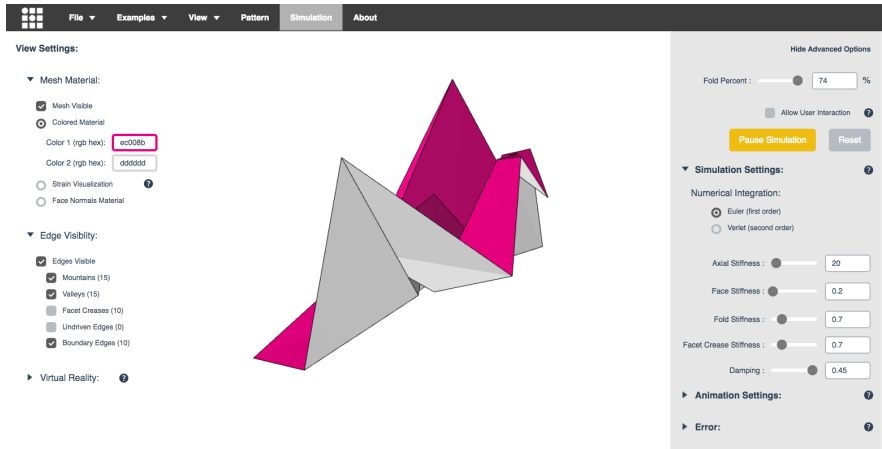 File ▼ Examples ▼ View ▼ Pattern Simulation About
View Settings:
Mesh Material:
Mesh Visible
Colored Material
Color 1 (rgb hex): ec008b
Color 2 (rgb hex): dddddd
Strain Visualization ?
Face Normals Material
Edge Visiblity:
Edges Visible
Mountains (15)
Valleys (15)
Facet Creases (10)
Undriven Edges (0)
Boundary Edges (10)
Virtual Reality: ?
Hide Advanced Options
Fold Percent : 74 %
Allow User Interaction ?
Pause Simulation Reset
Simulation Settings: ?
Numerical Integration:
Euler (first order)
Verlet (second order)
Axial Stiffness : 20
Face Stiffness : 0.2
Fold Stiffness : 0.7
Facet Crease Stiffness : 0.7
Damping : 0.45
Animation Settings: ?
Error: ?